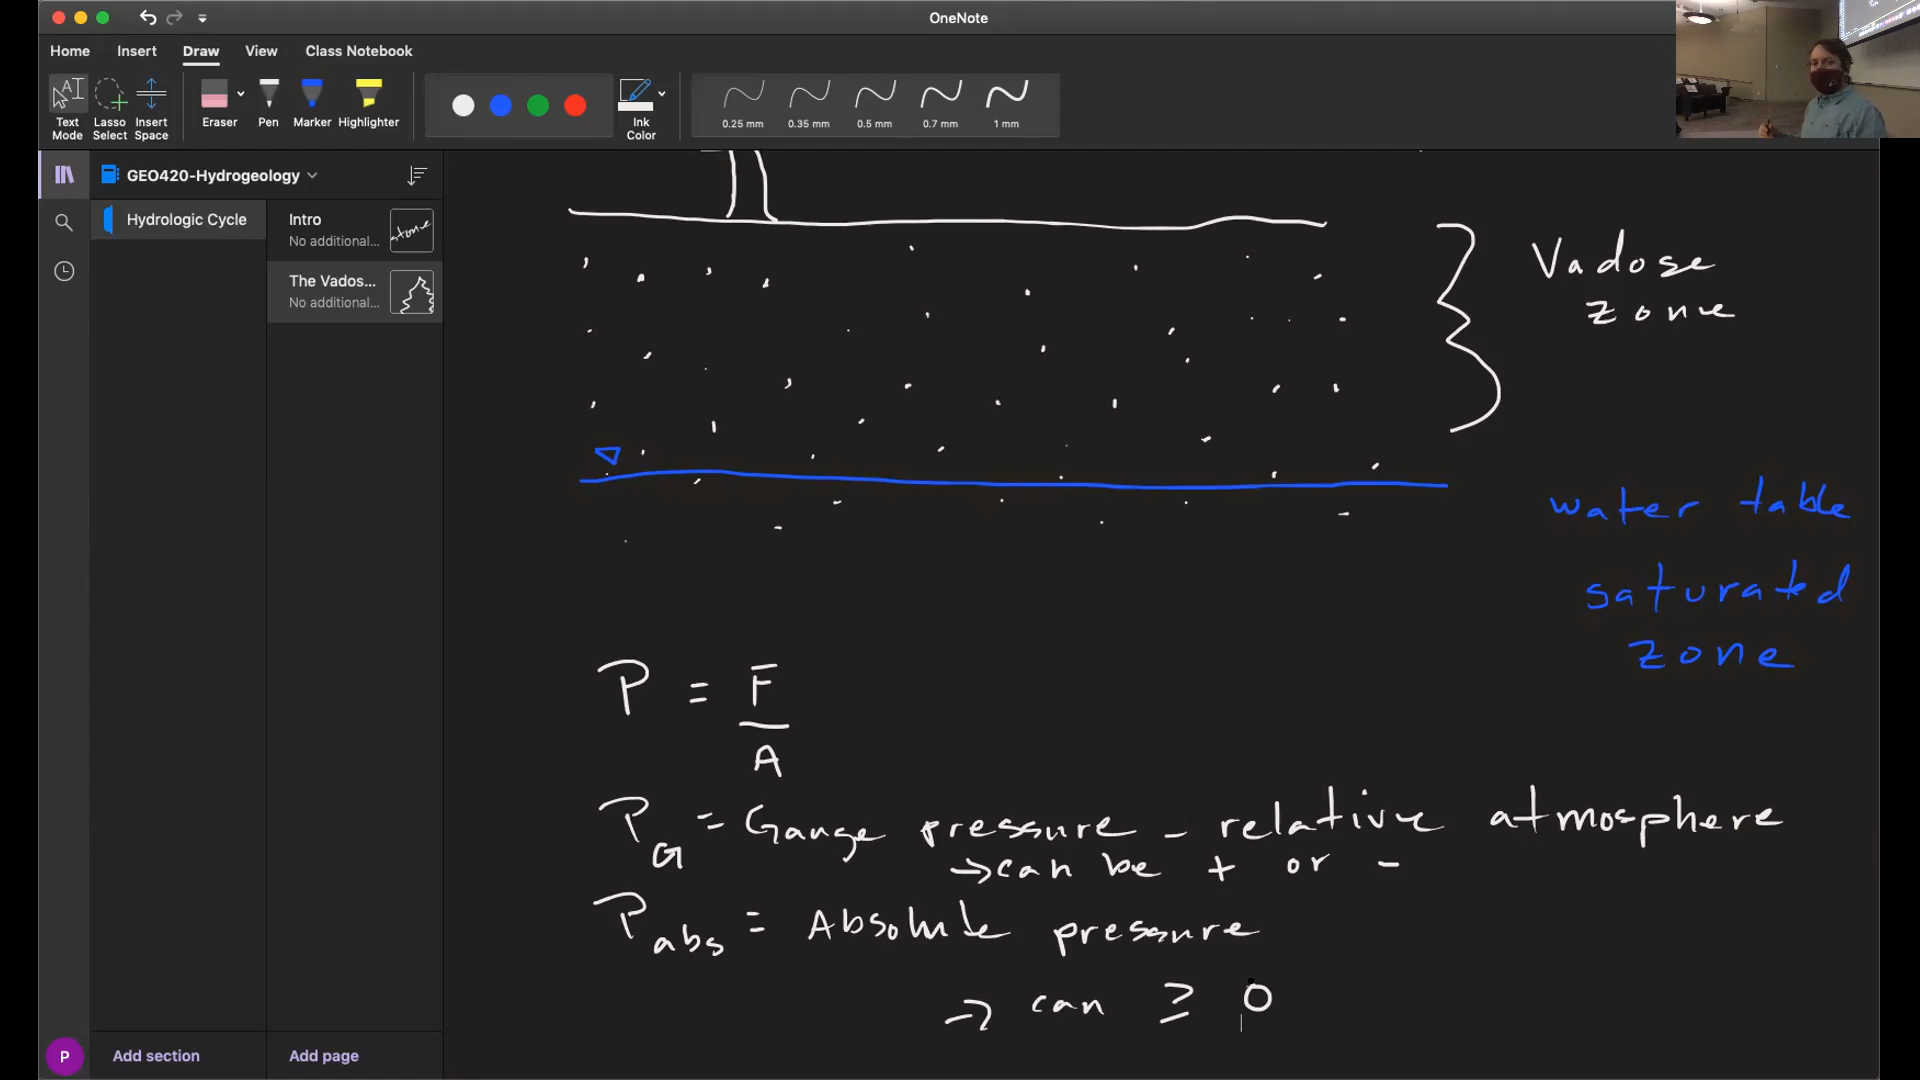 OneNote
Home Insert Draw View Class Notebook
Text Mode
Lasso Select
Insert Space
Eraser
Pen
Marker
Highlighter
Ink Color
0.25 mm 0.35 mm 0.5 mm 0.7 mm 1 mm
GEO420-Hydrogeology
Hydrologic Cycle
Intro
No additional...
The Vados...
No additional...
Vadose
zone
water table
saturated
zone
P = F
A
P_G = Gauge pressure - relative atmosphere
→ can be + or -
P_abs = Absolute pressure
→ can ≥ 0
P
Add section
Add page